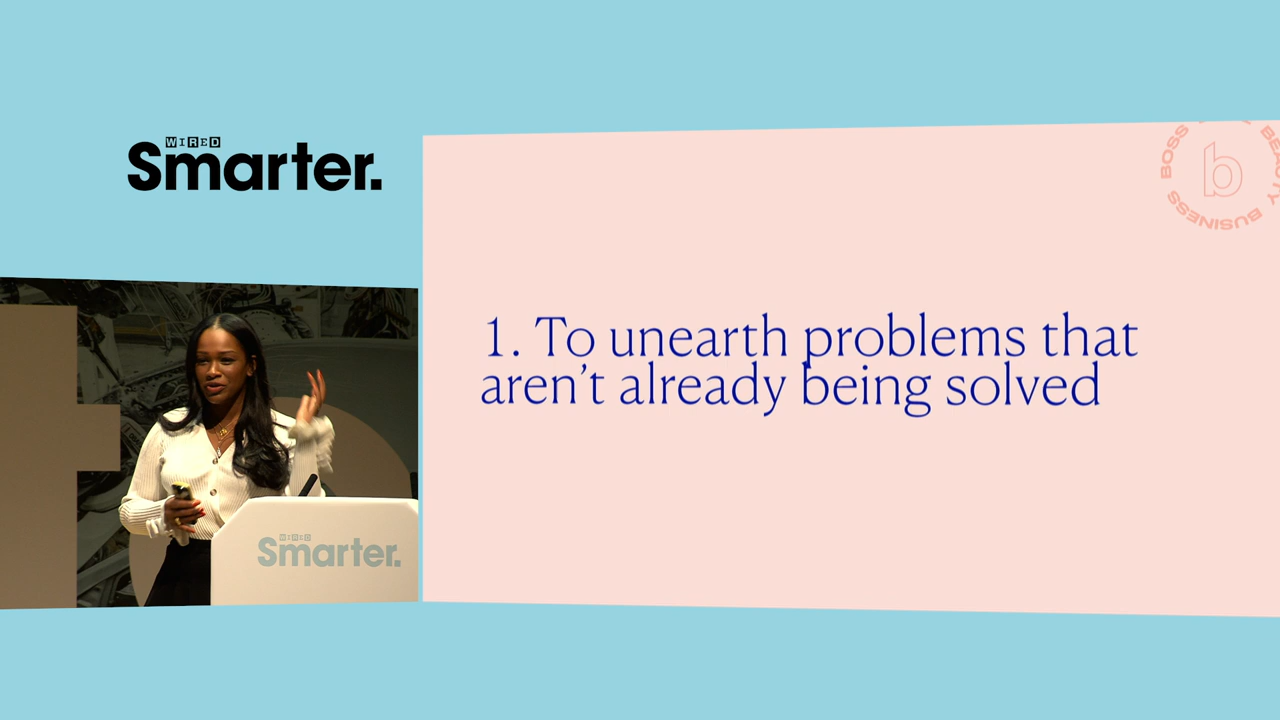 WIRED
Smarter.
BOSS BEAUTY BUSINESS
b
1. To unearth problems that
aren't already being solved
WIRED
Smarter.